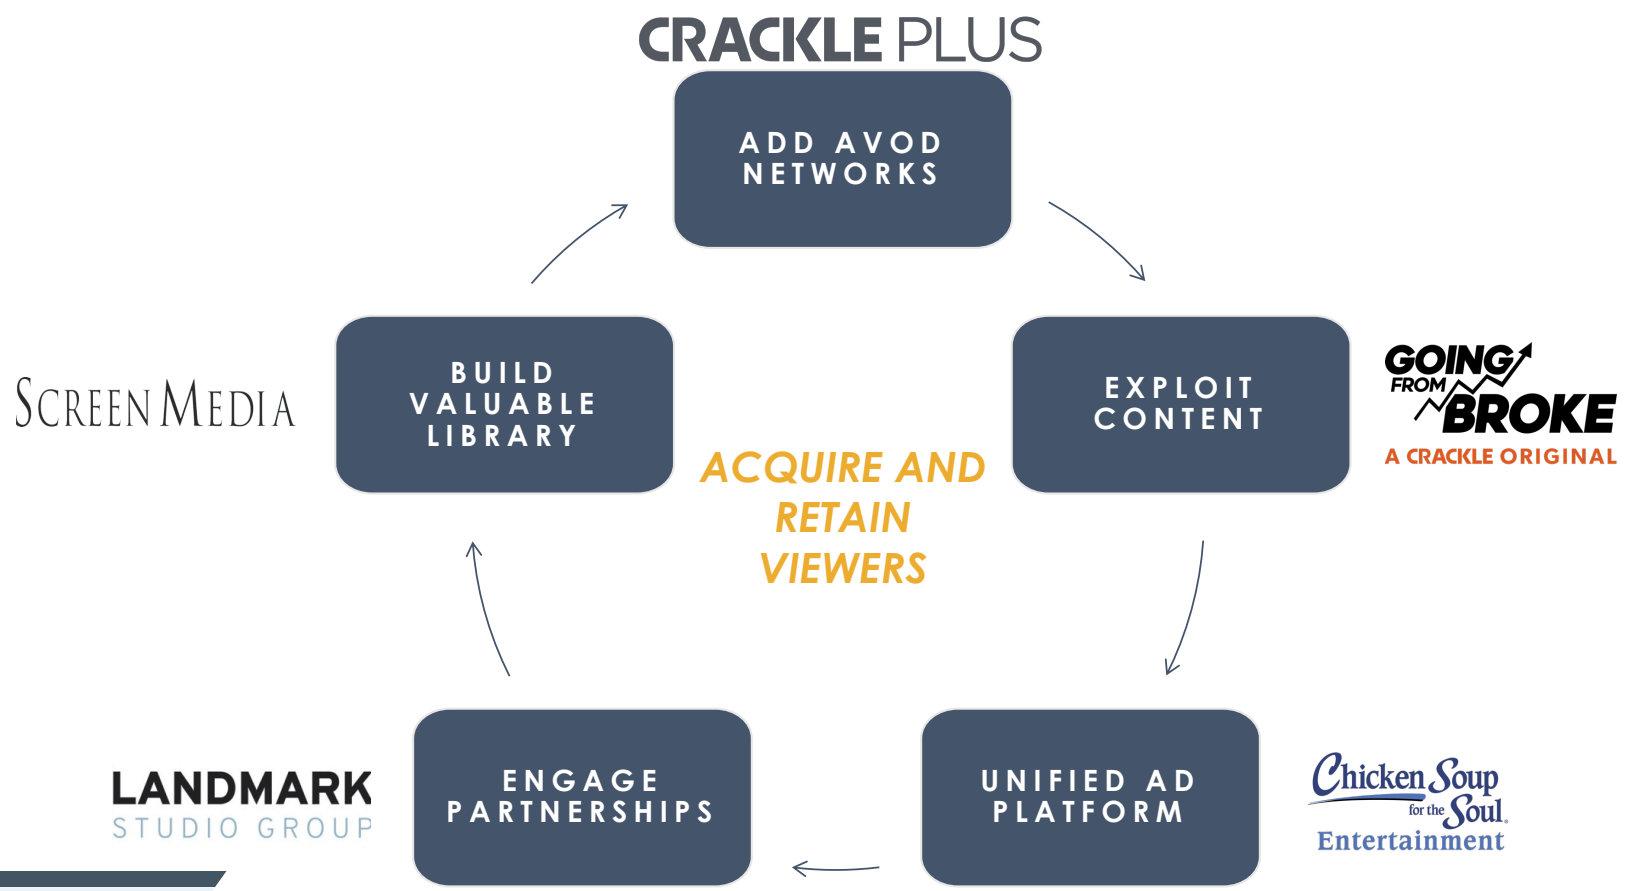 CRACKLE PLUS
ADD AVOD
NETWORKS
EXPLOIT
CONTENT
GOING
FROM
BROKE
A CRACKLE ORIGINAL
UNIFIED AD
PLATFORM
Chicken Soup
for the Soul.
Entertainment
ENGAGE
PARTNERSHIPS
LANDMARK
STUDIO GROUP
BUILD
VALUABLE
LIBRARY
SCREEN MEDIA
ACQUIRE AND
RETAIN
VIEWERS